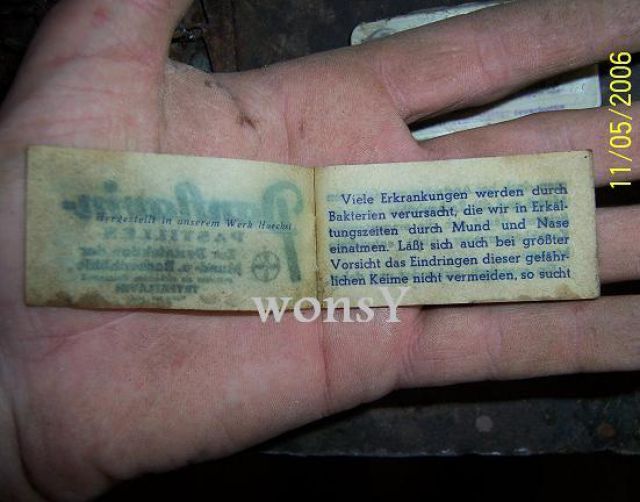 Hergestellt in unserem Werk Höchst
Viele Erkrankungen werden durch
Bakterien verursacht, die wir in Erkäl-
tungszeiten durch Mund und Nase
einatmen. Läßt sich auch bei größter
Vorsicht das Eindringen dieser gefähr-
lichen Keime nicht vermeiden, so sucht
wonsY
11/05/2006